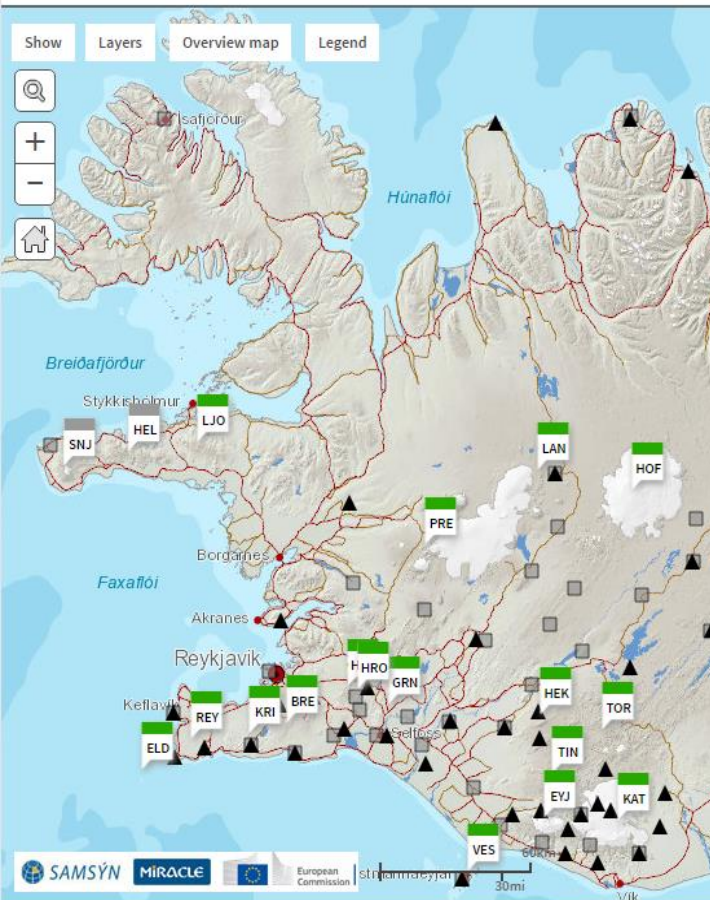 Show Layers Overview map Legend
Ísafjörður
Húnaflói
Breiðafjörður
Stykkishólmur
LJO
HEL
SNJ
LAN
HOF
PRE
Borgarnes
Faxaflói
Akranes
Reykjavik
H
HRO
GRN
HEK
BRE
TOR
Keflavík
REY
KRI
Selfoss
ELD
TIN
EYJ
KAT
VES
60km
SAMSÝN MIRACLE European
Commission
stmannaeyjar
30mi
Vík